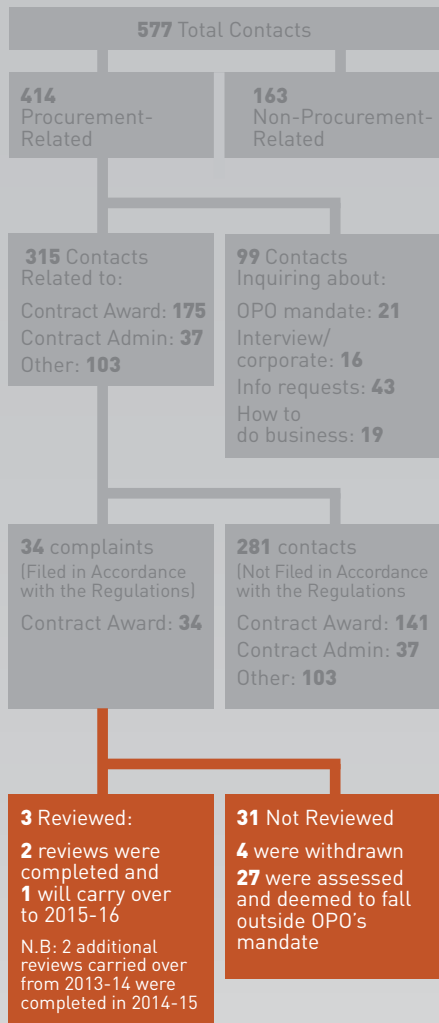 577 Total Contacts
414
Procurement-
Related
163
Non-Procurement-
Related
315 Contacts
Related to:
Contract Award: 175
Contract Admin: 37
Other: 103
99 Contacts
Inquiring about:
OPO mandate: 21
Interview/
corporate: 16
Info requests: 43
How to
do business: 19
34 complaints
(Filed in Accordance
with the Regulations)
Contract Award: 34
281 contacts
(Not Filed in Accordance
with the Regulations
Contract Award: 141
Contract Admin: 37
Other: 103
3 Reviewed:
2 reviews were
completed and
1 will carry over
to 2015-16
N.B: 2 additional
reviews carried over
from 2013-14 were
completed in 2014-15
31 Not Reviewed
4 were withdrawn
27 were assessed
and deemed to fall
outside OPO's
mandate